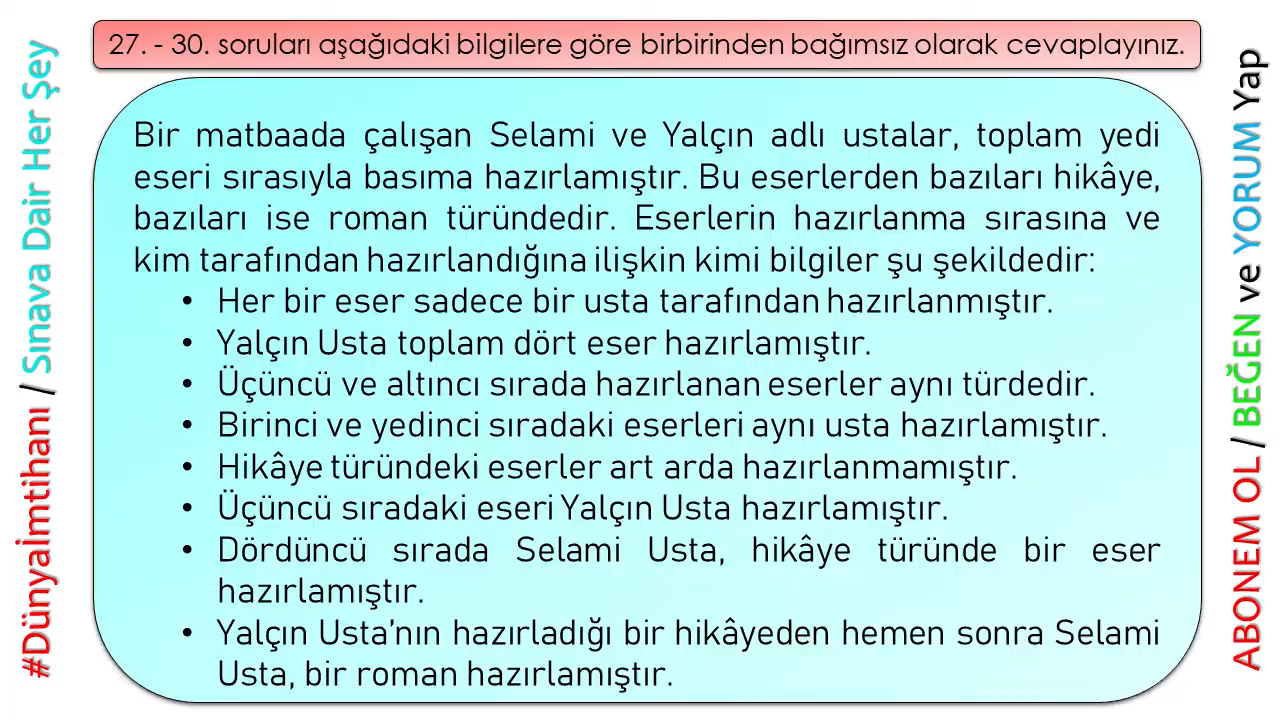 27. - 30. soruları aşağıdaki bilgilere göre birbirinden bağımsız olarak cevaplayınız.
Bir matbaada çalışan Selami ve Yalçın adlı ustalar, toplam yedi
eseri sırasıyla basıma hazırlamıştır. Bu eserlerden bazıları hikâye,
bazıları ise roman türündedir. Eserlerin hazırlanma sırasına ve
kim tarafından hazırlandığına ilişkin kimi bilgiler şu şekildedir:
• Her bir eser sadece bir usta tarafından hazırlanmıştır.
• Yalçın Usta toplam dört eser hazırlamıştır.
• Üçüncü ve altıncı sırada hazırlanan eserler aynı türdedir.
• Birinci ve yedinci sıradaki eserleri aynı usta hazırlamıştır.
• Hikâye türündeki eserler art arda hazırlanmamıştır.
• Üçüncü sıradaki eseri Yalçın Usta hazırlamıştır.
• Dördüncü sırada Selami Usta, hikâye türünde bir eser
hazırlamıştır.
• Yalçın Usta'nın hazırladığı bir hikâyeden hemen sonra Selami
Usta, bir roman hazırlamıştır.
#Dünyaİmtihanı / Sınava Dair Her Şey
ABONEM OL / BEĞEN ve YORUM Yap